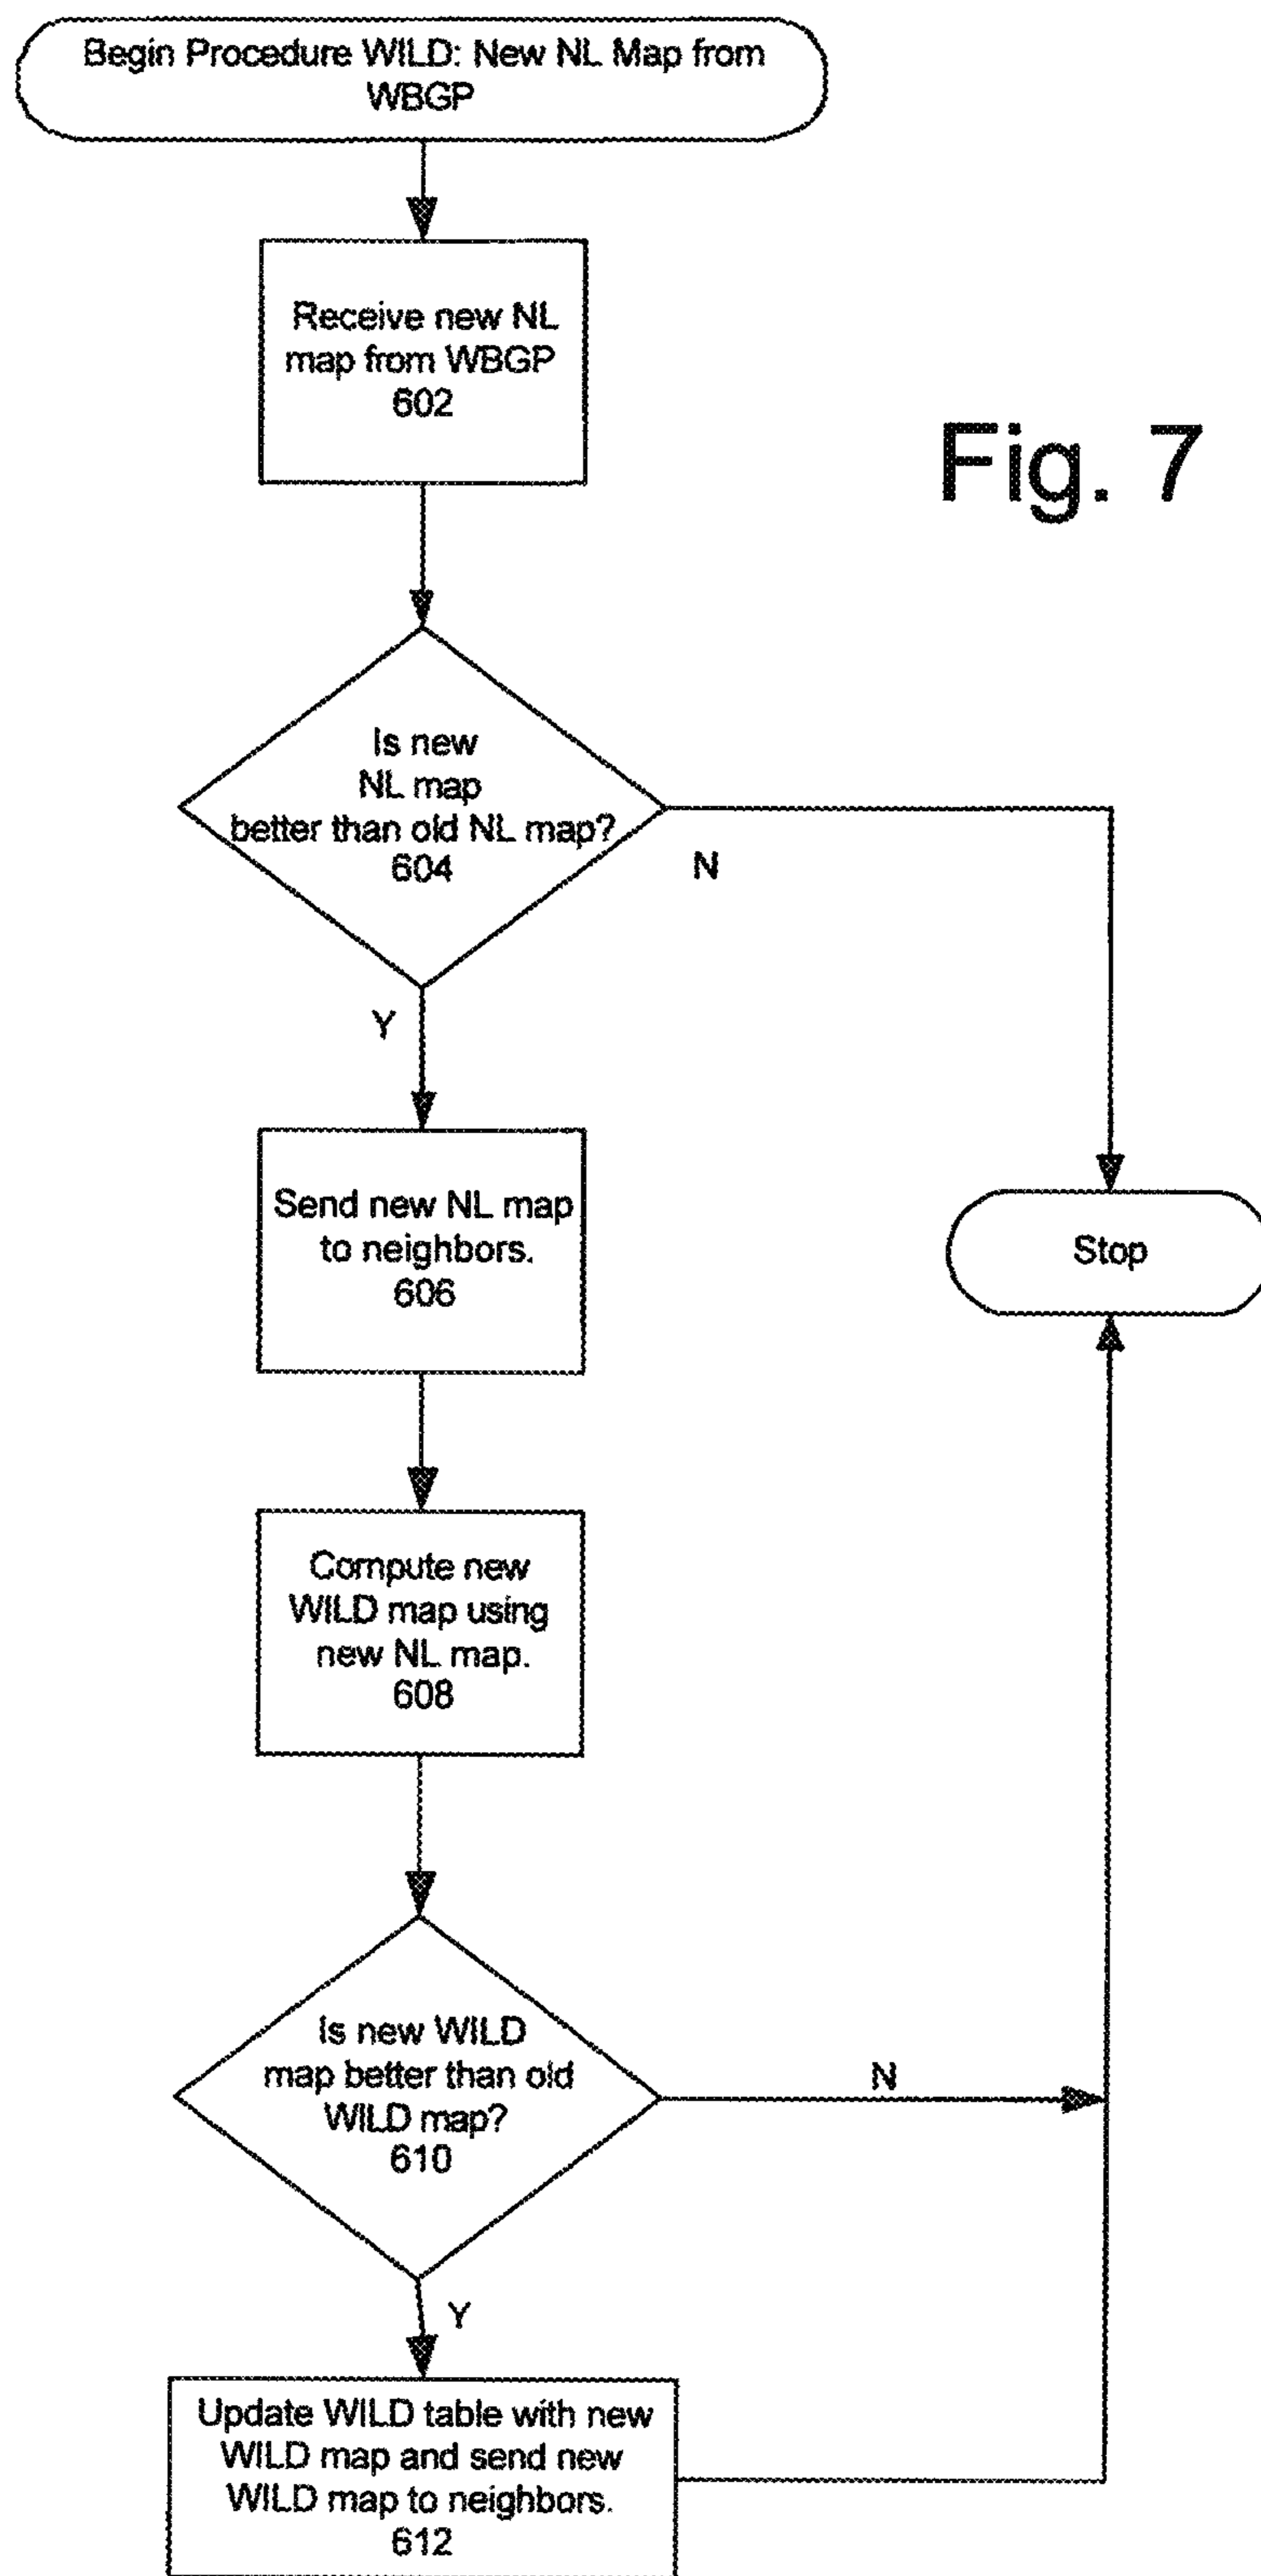 Begin Procedure WILD: New NL Map from
WBGP
Receive new NL
map from WBGP
602
Fig. 7
Is new
NL map
better than old NL map?
604
N
Y
Send new NL map
to neighbors.
606
Stop
Compute new
WILD map using
new NL map.
608
Is new WILD
map better than old
WILD map?
610
N
Y
Update WILD table with new
WILD map and send new
WILD map to neighbors.
612